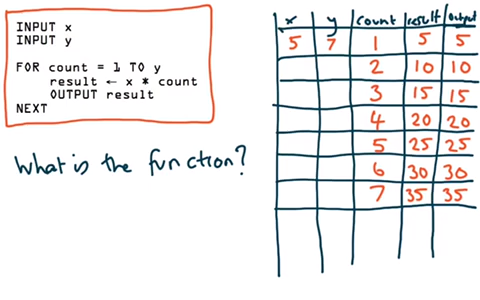 INPUT x
INPUT y
FOR count = 1 TO y
result ← x * count
OUTPUT result
NEXT
What is the function?
x y count result output
5 7 1 5 5
2 10 10
3 15 15
4 20 20
5 25 25
6 30 30
7 35 35